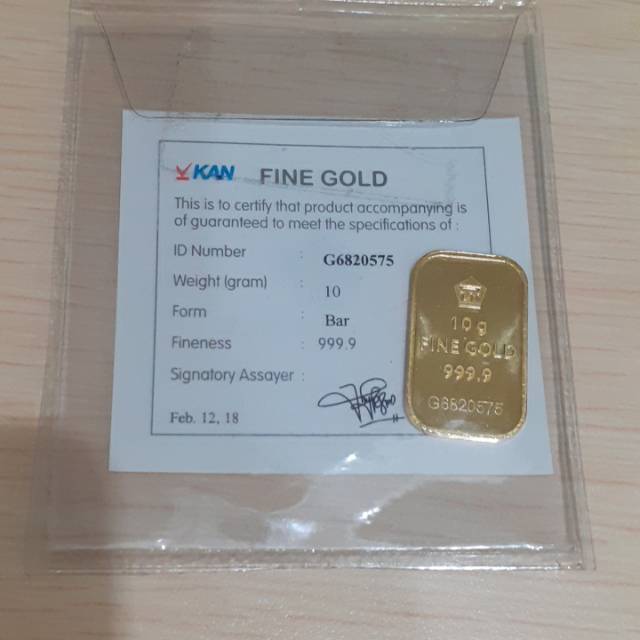 KAN FINE GOLD
This is to certify that product accompanying is
of guaranteed to meet the specifications of :
ID Number : G6820575
Weight (gram) : 10
Form : Bar
Fineness : 999.9
Signatory Assayer :
Feb. 12, 18
10 g
FINE GOLD
999.9
G6820575